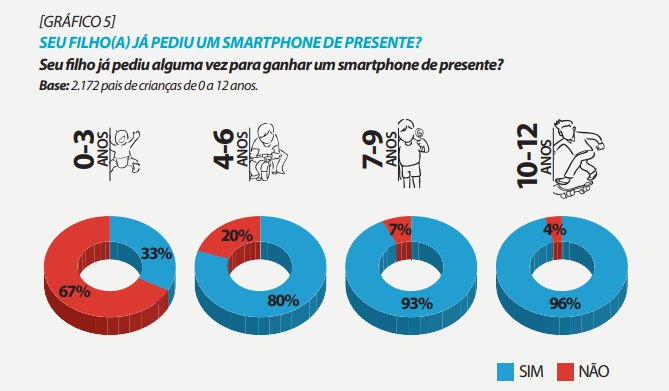 [GRÁFICO 5]
SEU FILHO(A) JÁ PEDIU UM SMARTPHONE DE PRESENTE?
Seu filho já pediu alguma vez para ganhar um smartphone de presente?
Base: 2.172 pais de crianças de 0 a 12 anos.
0-3
ANOS
4-6
ANOS
7-9
ANOS
10-12
ANOS
33%
67%
20%
80%
7%
93%
4%
96%
SIM
NÃO